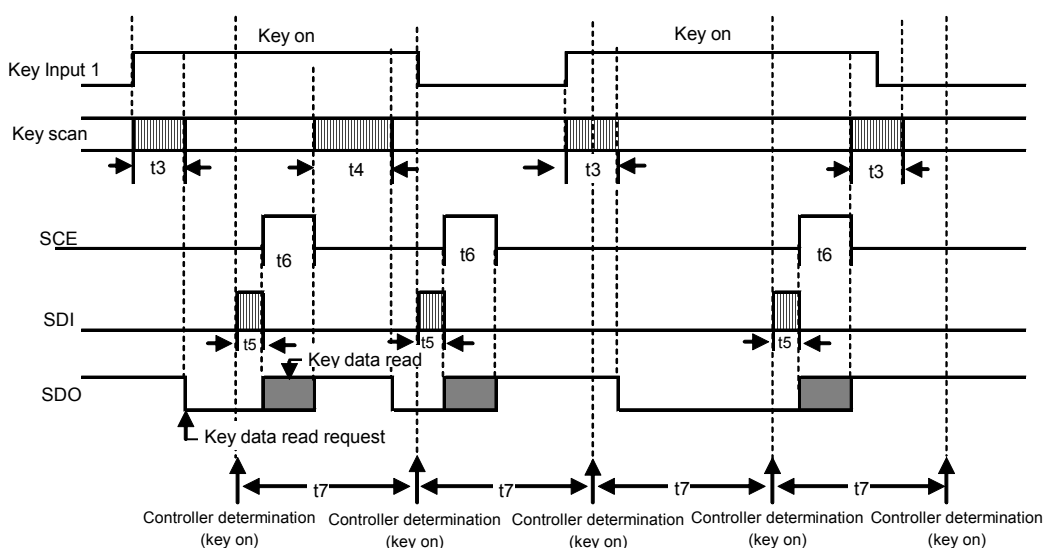 Key on
Key on
Key Input 1
Key scan
t3
t4
t3
t3
SCE
t6
t6
t6
SDI
t5
t5
t5
Key data read
SDO
Key data read request
t7
t7
t7
t7
Controller determination
(key on)
Controller determination
(key on)
Controller determination
(key on)
Controller determination
(key on)
Controller determination
(key on)